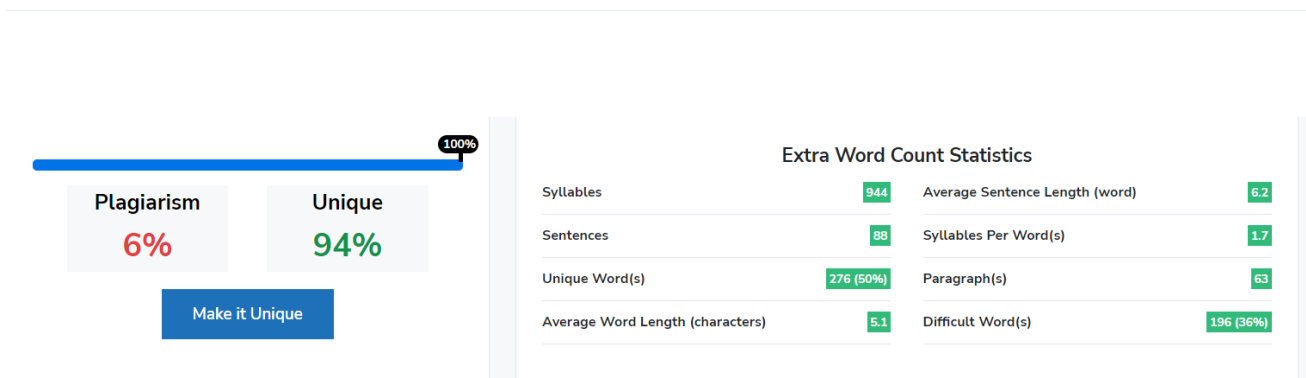 100%
Plagiarism
6%
Unique
94%
Make it Unique
Extra Word Count Statistics
Syllables 944
Average Sentence Length (word) 6.2
Sentences 88
Syllables Per Word(s) 1.7
Unique Word(s) 276 (50%)
Paragraph(s) 63
Average Word Length (characters) 5.1
Difficult Word(s) 196 (36%)